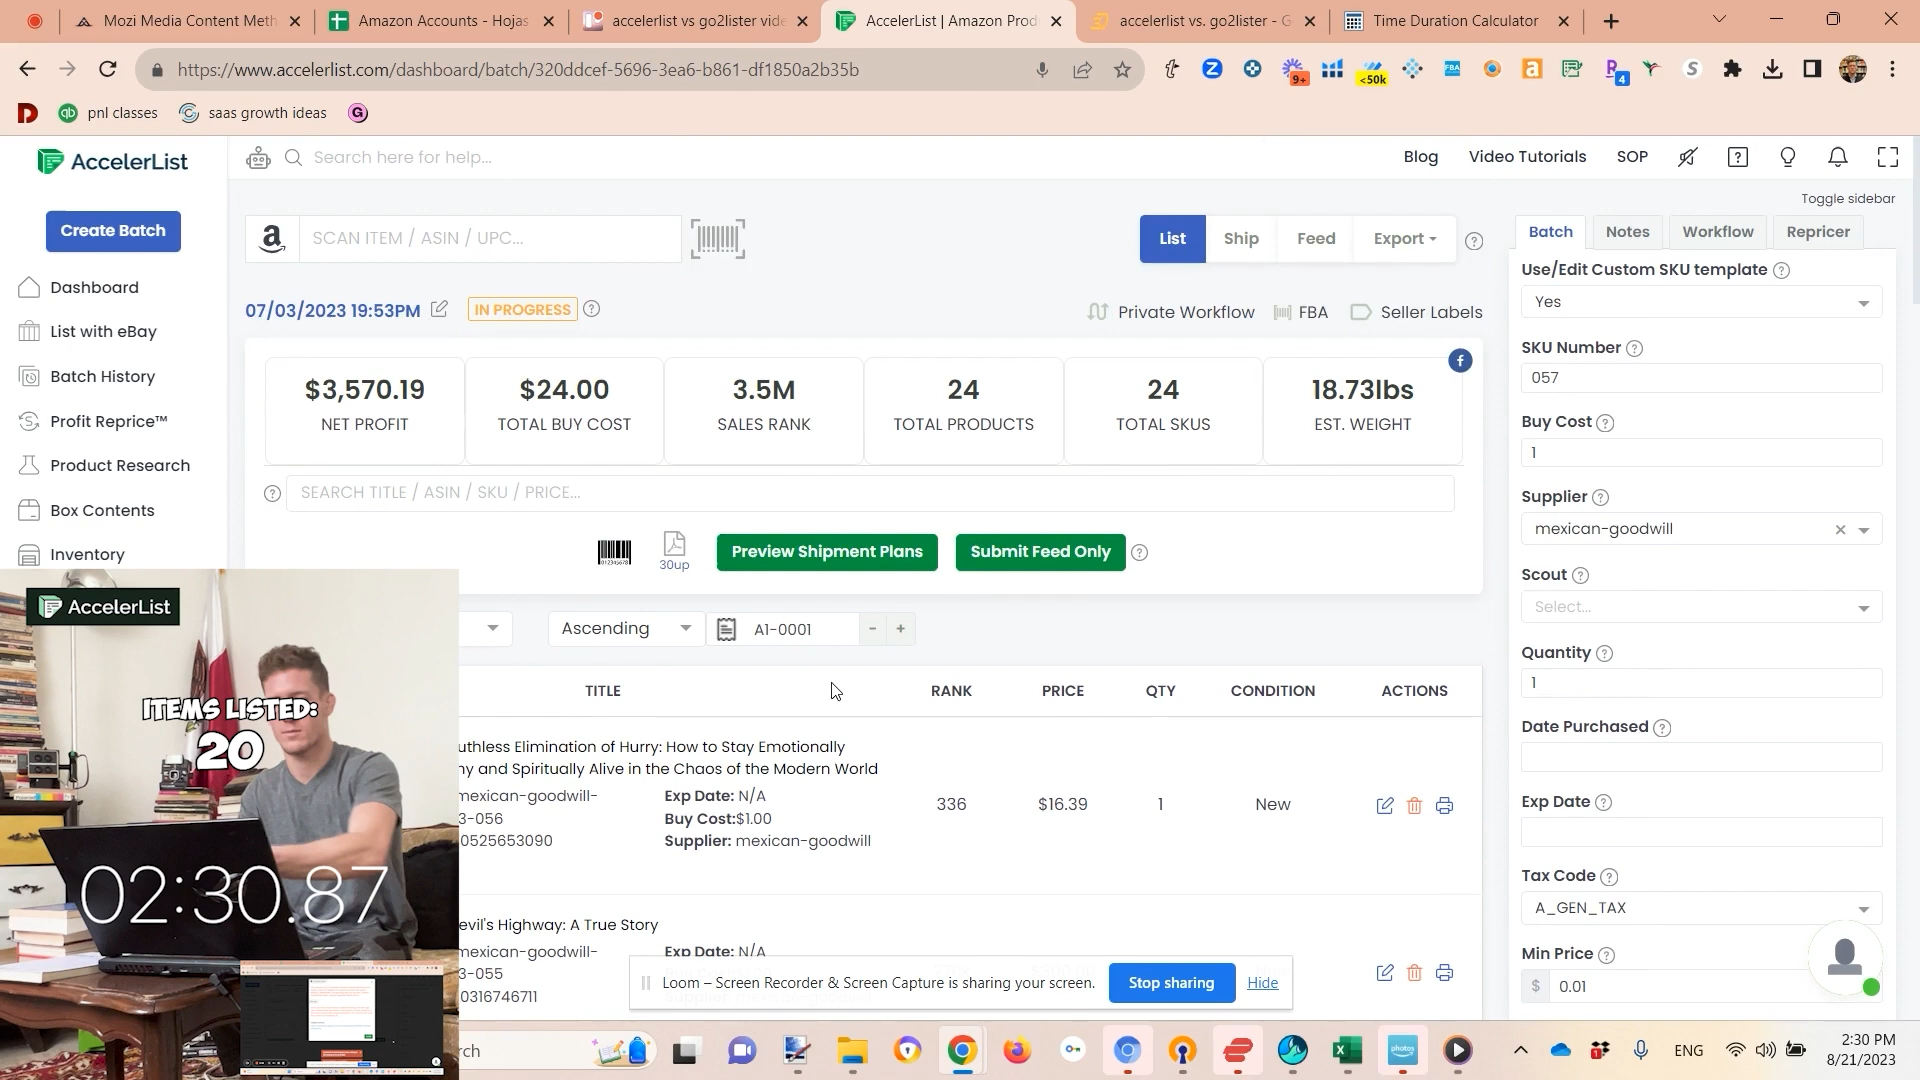 Mozi Media Content Meth
Amazon Accounts - Hojas
accelerlist vs go2lister vide
AccelerList | Amazon Prod
accelerlist vs. go2lister - G
Time Duration Calculator
https://www.accelerlist.com/dashboard/batch/320ddcef-5696-3ea6-b861-df1850a2b35b
9+
<50k
FBA
4
pnl classes
saas growth ideas
G
AccelerList
Search here for help...
Blog
Video Tutorials
SOP
Toggle sidebar
Create Batch
SCAN ITEM / ASIN / UPC...
List
Ship
Feed
Export
Batch
Notes
Workflow
Repricer
Dashboard
List with eBay
Batch History
Profit Reprice™
Product Research
Box Contents
Inventory
07/03/2023 19:53PM
IN PROGRESS
Private Workflow
FBA
Seller Labels
$3,570.19
NET PROFIT
$24.00
TOTAL BUY COST
3.5M
SALES RANK
24
TOTAL PRODUCTS
24
TOTAL SKUS
18.73lbs
EST. WEIGHT
SEARCH TITLE / ASIN / SKU / PRICE...
30up
Preview Shipment Plans
Submit Feed Only
Ascending
A1-0001
-
+
TITLE
RANK
PRICE
QTY
CONDITION
ACTIONS
uthless Elimination of Hurry: How to Stay Emotionally
hy and Spiritually Alive in the Chaos of the Modern World
mexican-goodwill-
3-056
0525653090
Exp Date: N/A
Buy Cost:$1.00
Supplier: mexican-goodwill
336
$16.39
1
New
evil's Highway: A True Story
mexican-goodwill-
3-055
0316746711
Exp Date: N/A
Loom – Screen Recorder & Screen Capture is sharing your screen.
Stop sharing
Hide
Use/Edit Custom SKU template
Yes
SKU Number
057
Buy Cost
1
Supplier
mexican-goodwill
Scout
Select...
Quantity
1
Date Purchased
Exp Date
Tax Code
A_GEN_TAX
Min Price
$ 0.01
AccelerList
ITEMS LISTED:
20
02:30.87
rch
photos
ENG
2:30 PM
8/21/2023